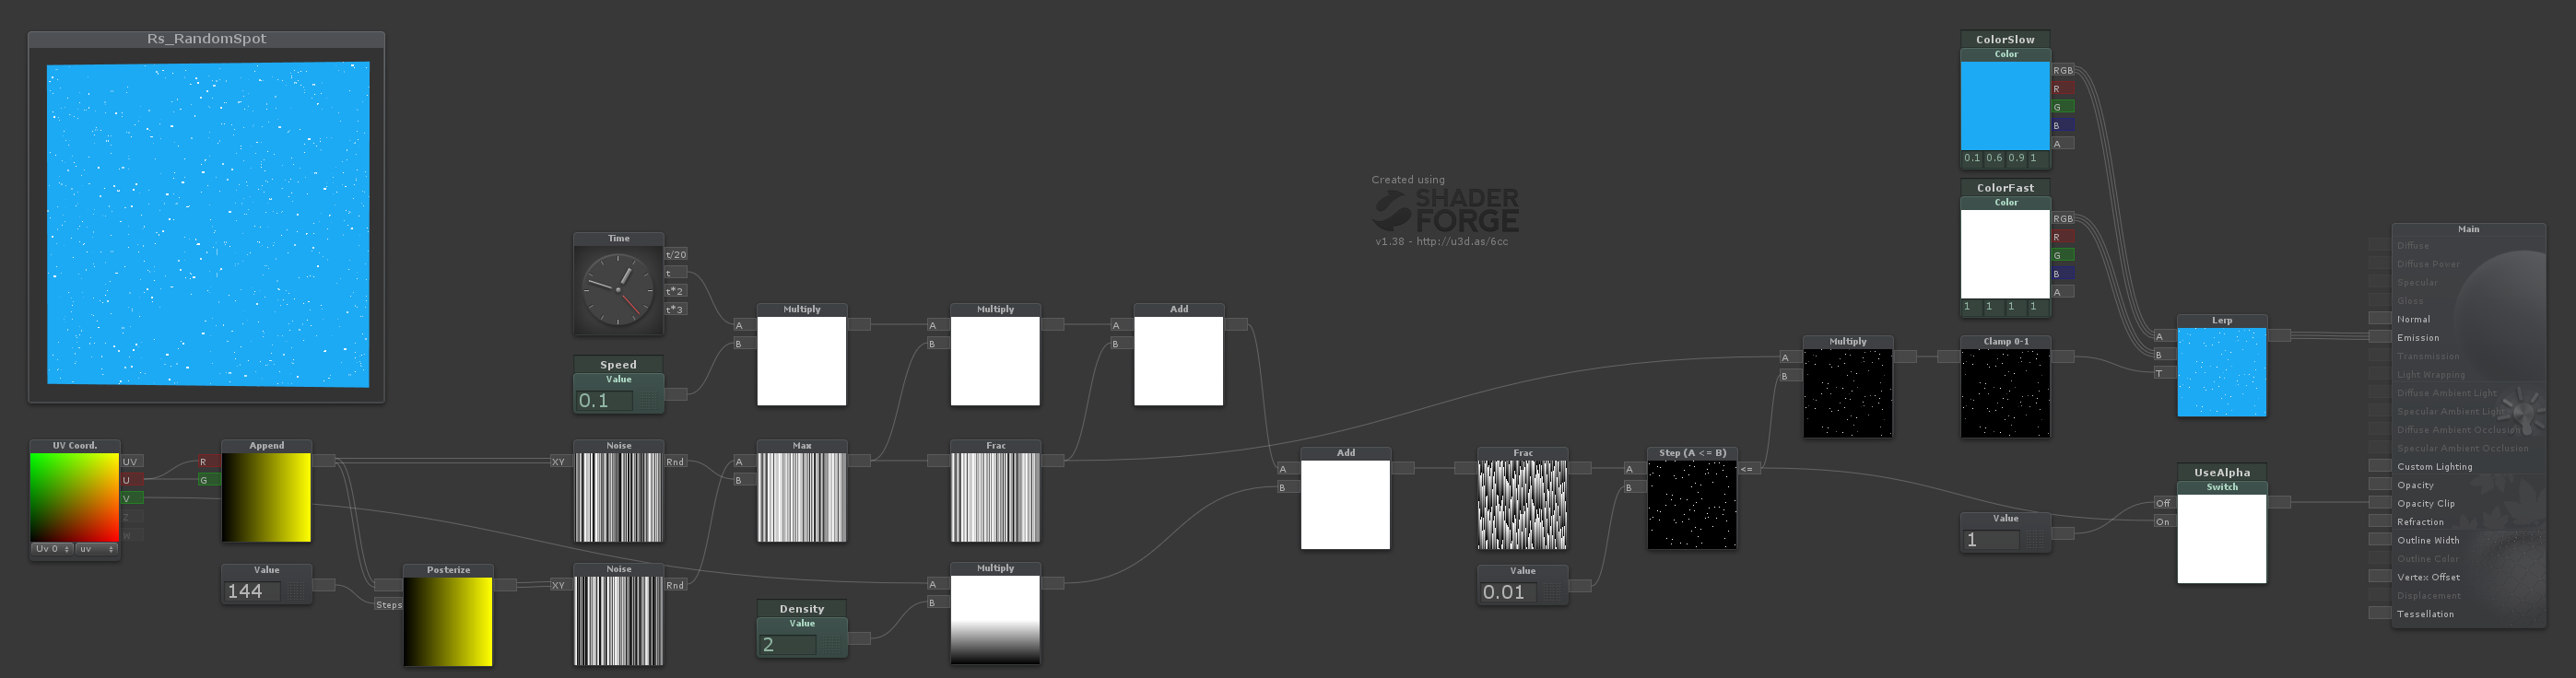 Rs_RandomSpot
Created using
SHADER
FORGE
v1.38 - http://u3d.as/6cc
ColorSlow
Color
RGB
R
G
B
A
0.1 0.6 0.9 1
ColorFast
Color
RGB
R
G
B
A
1 1 1 1
Time
t/20
t
t*2
t*3
Speed
Value
0.1
Multiply
A
B
Multiply
A
B
Add
A
B
UV Coord.
UV
U
V
Z
W
Uv 0 uv
Append
R
G
Value
144
Posterize
Steps
Noise
XY Rnd
Noise
XY Rnd
Max
A
B
Frac
Density
Value
2
Multiply
A
B
Add
A
B
Frac
Value
0.01
Step (A <= B)
A <=
B
Multiply
A
B
Clamp 0-1
Lerp
A
B
T
Value
1
UseAlpha
Switch
Off
On
Main
Diffuse
Diffuse Power
Specular
Gloss
Normal
Emission
Transmission
Light Wrapping
Diffuse Ambient Light
Specular Ambient Light
Diffuse Ambient Occlusion
Specular Ambient Occlusion
Custom Lighting
Opacity
Opacity Clip
Refraction
Outline Width
Outline Color
Vertex Offset
Displacement
Tessellation